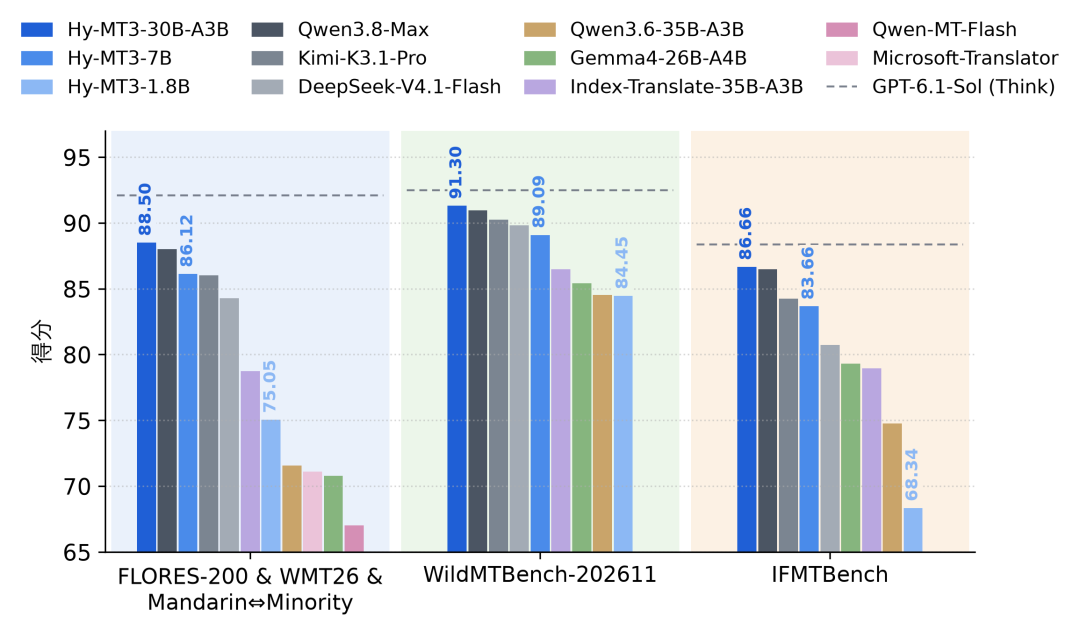 Hy-MT3-30B-A3B
Hy-MT3-7B
Hy-MT3-1.8B
Qwen3.8-Max
Kimi-K3.1-Pro
DeepSeek-V4.1-Flash
Qwen3.6-35B-A3B
Gemma4-26B-A4B
Index-Translate-35B-A3B
Qwen-MT-Flash
Microsoft-Translator
GPT-6.1-Sol (Think)
得分
95
90
85
80
75
70
65
88.50
86.12
75.05
91.30
89.09
84.45
86.66
83.66
68.34
FLORES-200 & WMT26 &
Mandarin⇔Minority
WildMTBench-202611
IFMTBench